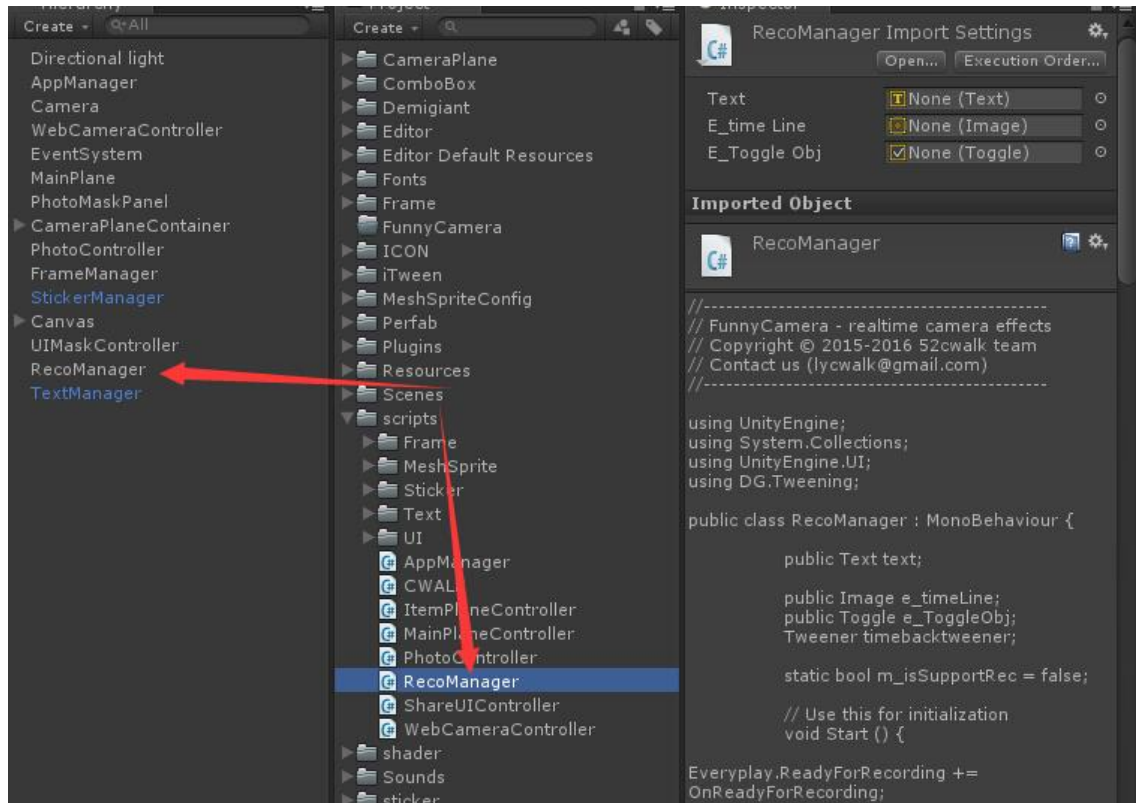 Hierarchy
Create
All
Directional light
AppManager
Camera
WebCameraController
EventSystem
MainPlane
PhotoMaskPanel
CameraPlaneContainer
PhotoController
FrameManager
StickerManager
Canvas
UIMaskController
RecoManager
TextManager
Project
Create
CameraPlane
ComboBox
Demigiant
Editor
Editor Default Resources
Fonts
Frame
FunnyCamera
ICON
iTween
MeshSpriteConfig
Perfab
Plugins
Resources
Scenes
scripts
Frame
MeshSprite
Sticker
Text
UI
AppManager
ItemPlaneController
MainPlaneController
PhotoController
RecoManager
ShareUIController
WebCameraController
shader
Sounds
sticker
Inspector
RecoManager Import Settings
Open... Execution Order...
Text None (Text)
E_time Line None (Image)
E_Toggle Obj None (Toggle)
Imported Object
RecoManager
//----------------------------------------
// FunnyCamera - realtime camera effects
// Copyright © 2015-2016 52cwalk team
// Contact us (lycwalk@gmail.com)
//----------------------------------------
using UnityEngine;
using System.Collections;
using UnityEngine.UI;
using DG.Tweening;
public class RecoManager : MonoBehaviour {
public Text text;
public Image e_timeLine;
public Toggle e_ToggleObj;
Tweener timebacktweener;
static bool m_isSupportRec = false;
// Use this for initialization
void Start () {
Everyplay.ReadyForRecording +=
OnReadyForRecording;